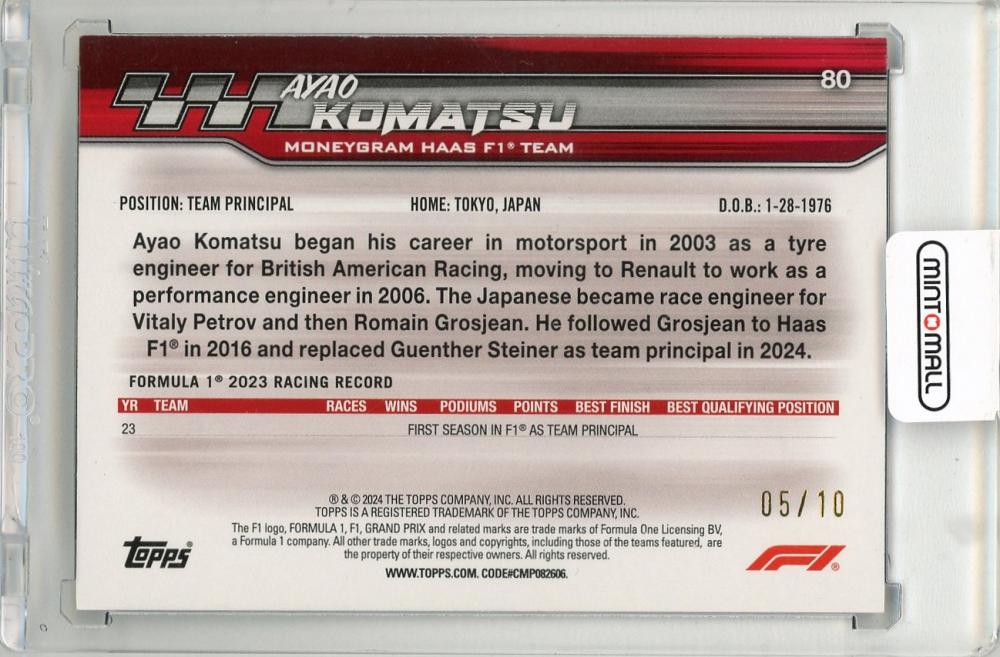 AYAO
KOMATSU
80
MONEYGRAM HAAS F1® TEAM
POSITION: TEAM PRINCIPAL HOME: TOKYO, JAPAN D.O.B.: 1-28-1976
Ayao Komatsu began his career in motorsport in 2003 as a tyre
engineer for British American Racing, moving to Renault to work as a
performance engineer in 2006. The Japanese became race engineer for
Vitaly Petrov and then Romain Grosjean. He followed Grosjean to Haas
F1® in 2016 and replaced Guenther Steiner as team principal in 2024.
FORMULA 1® 2023 RACING RECORD
YR TEAM RACES WINS PODIUMS POINTS BEST FINISH BEST QUALIFYING POSITION
23 FIRST SEASON IN F1® AS TEAM PRINCIPAL
® & © 2024 THE TOPPS COMPANY, INC. ALL RIGHTS RESERVED.
TOPPS IS A REGISTERED TRADEMARK OF THE TOPPS COMPANY, INC.
The F1 logo, FORMULA 1, F1, GRAND PRIX and related marks are trade marks of Formula One Licensing BV,
a Formula 1 company. All other trade marks, logos and copyrights, including those of the teams featured, are
the property of their respective owners. All rights reserved.
WWW.TOPPS.COM. CODE#CMP082606.
05/10
topps®
F1®
MINTOMALL